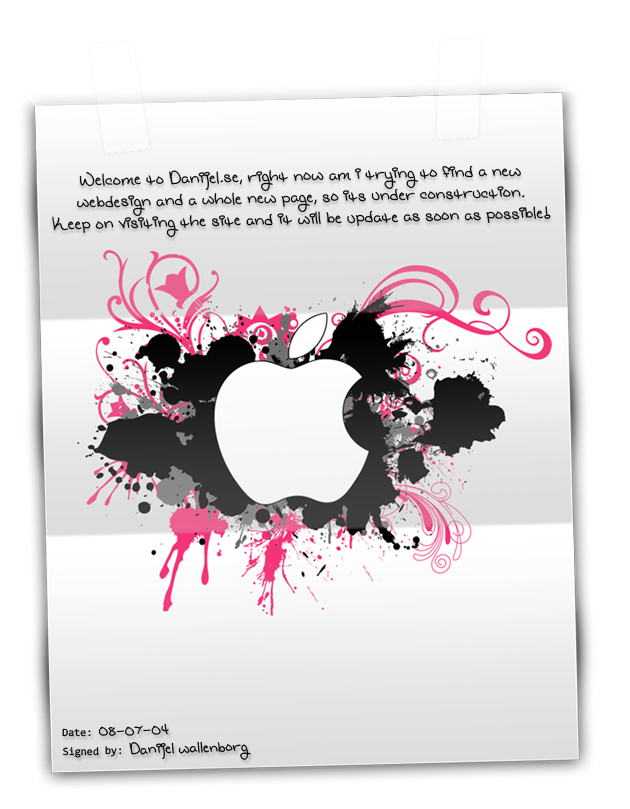 Welcome to Danijel.se, right now am i trying to find a new
webdesign and a whole new page, so its under construction.
Keep on visiting the site and it will be update as soon as possible!
Date: 08-07-04
Signed by: Danijel wallenborg